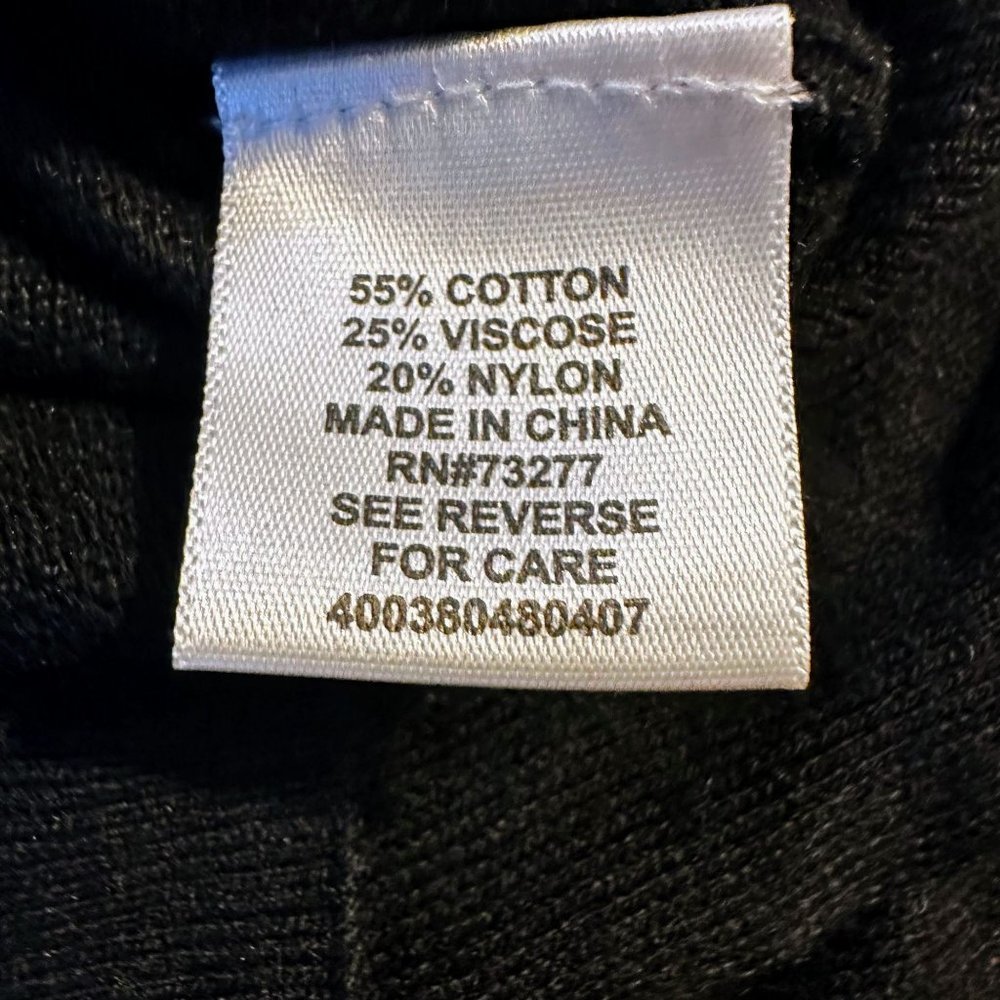 55% COTTON
25% VISCOSE
20% NYLON
MADE IN CHINA
RN#73277
SEE REVERSE
FOR CARE
400380480407